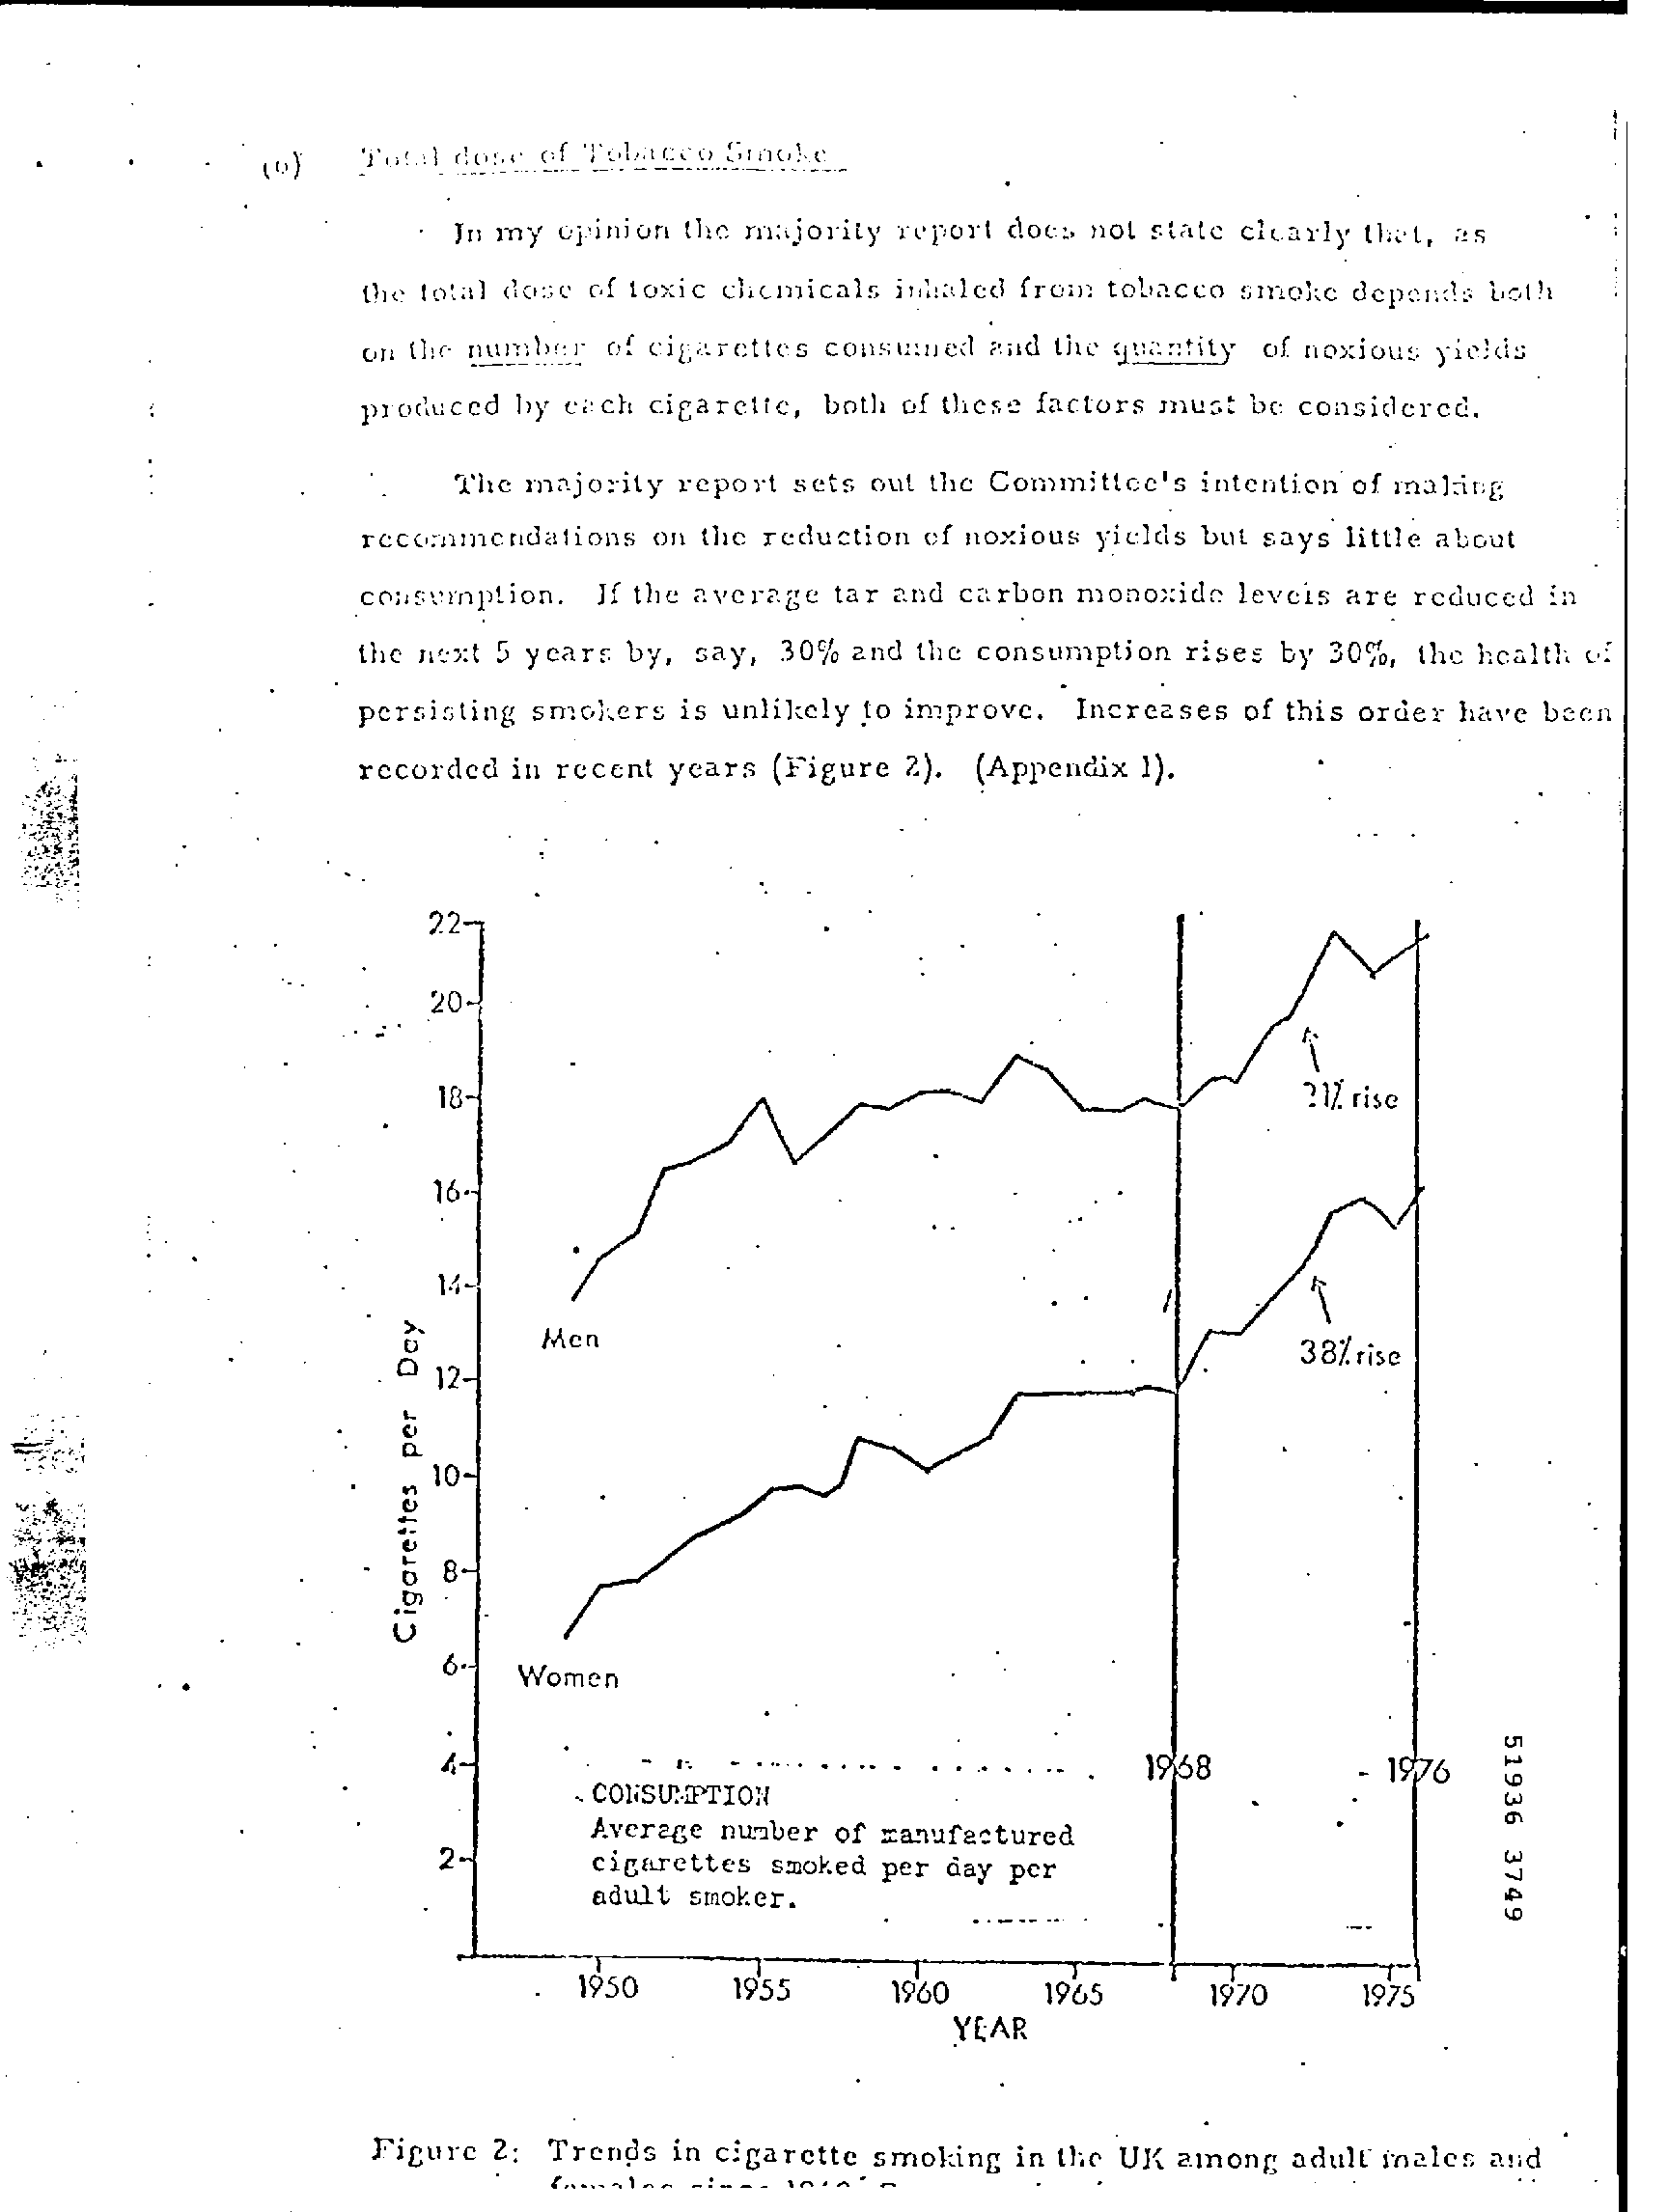 (b) Total dose of Tobacco Smoke
In my opinion the majority report does not state clearly that, as
the total dose of toxic chemicals inhaled from tobacco smoke depends both
on the number of cigarettes consumed and the quantity of noxious yields
produced by each cigarette, both of these factors must be considered.
The majority report sets out the Committee's intention of making
recommendations on the reduction of noxious yields but says little about
consumption. If the average tar and carbon monoxide levels are reduced in
the next 5 years by, say, 30% and the consumption rises by 30%, the health of
persisting smokers is unlikely to improve. Increases of this order have been
recorded in recent years (Figure 2). (Appendix 1).
22
20
18
16
14
12
10
8
6
4
2
Cigarettes per Day
21% rise
Men
38% rise
Women
1968
1976
CONSUMPTION
Average number of manufactured
cigarettes smoked per day per
adult smoker.
1950 1955 1960 1965 1970 1975
YEAR
51936 3749
Figure 2: Trends in cigarette smoking in the UK among adult males and
females since